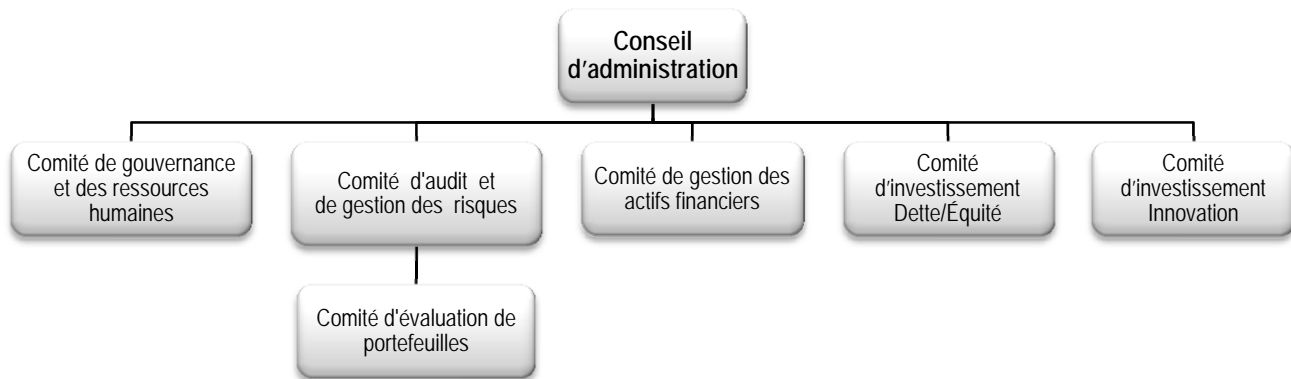 Conseil
d'administration
Comité de gouvernance
et des ressources
humaines
Comité d'audit et
de gestion des risques
Comité de gestion des
actifs financiers
Comité
d'investissement
Dette/Équité
Comité
d'investissement
Innovation
Comité d'évaluation de
portefeuilles